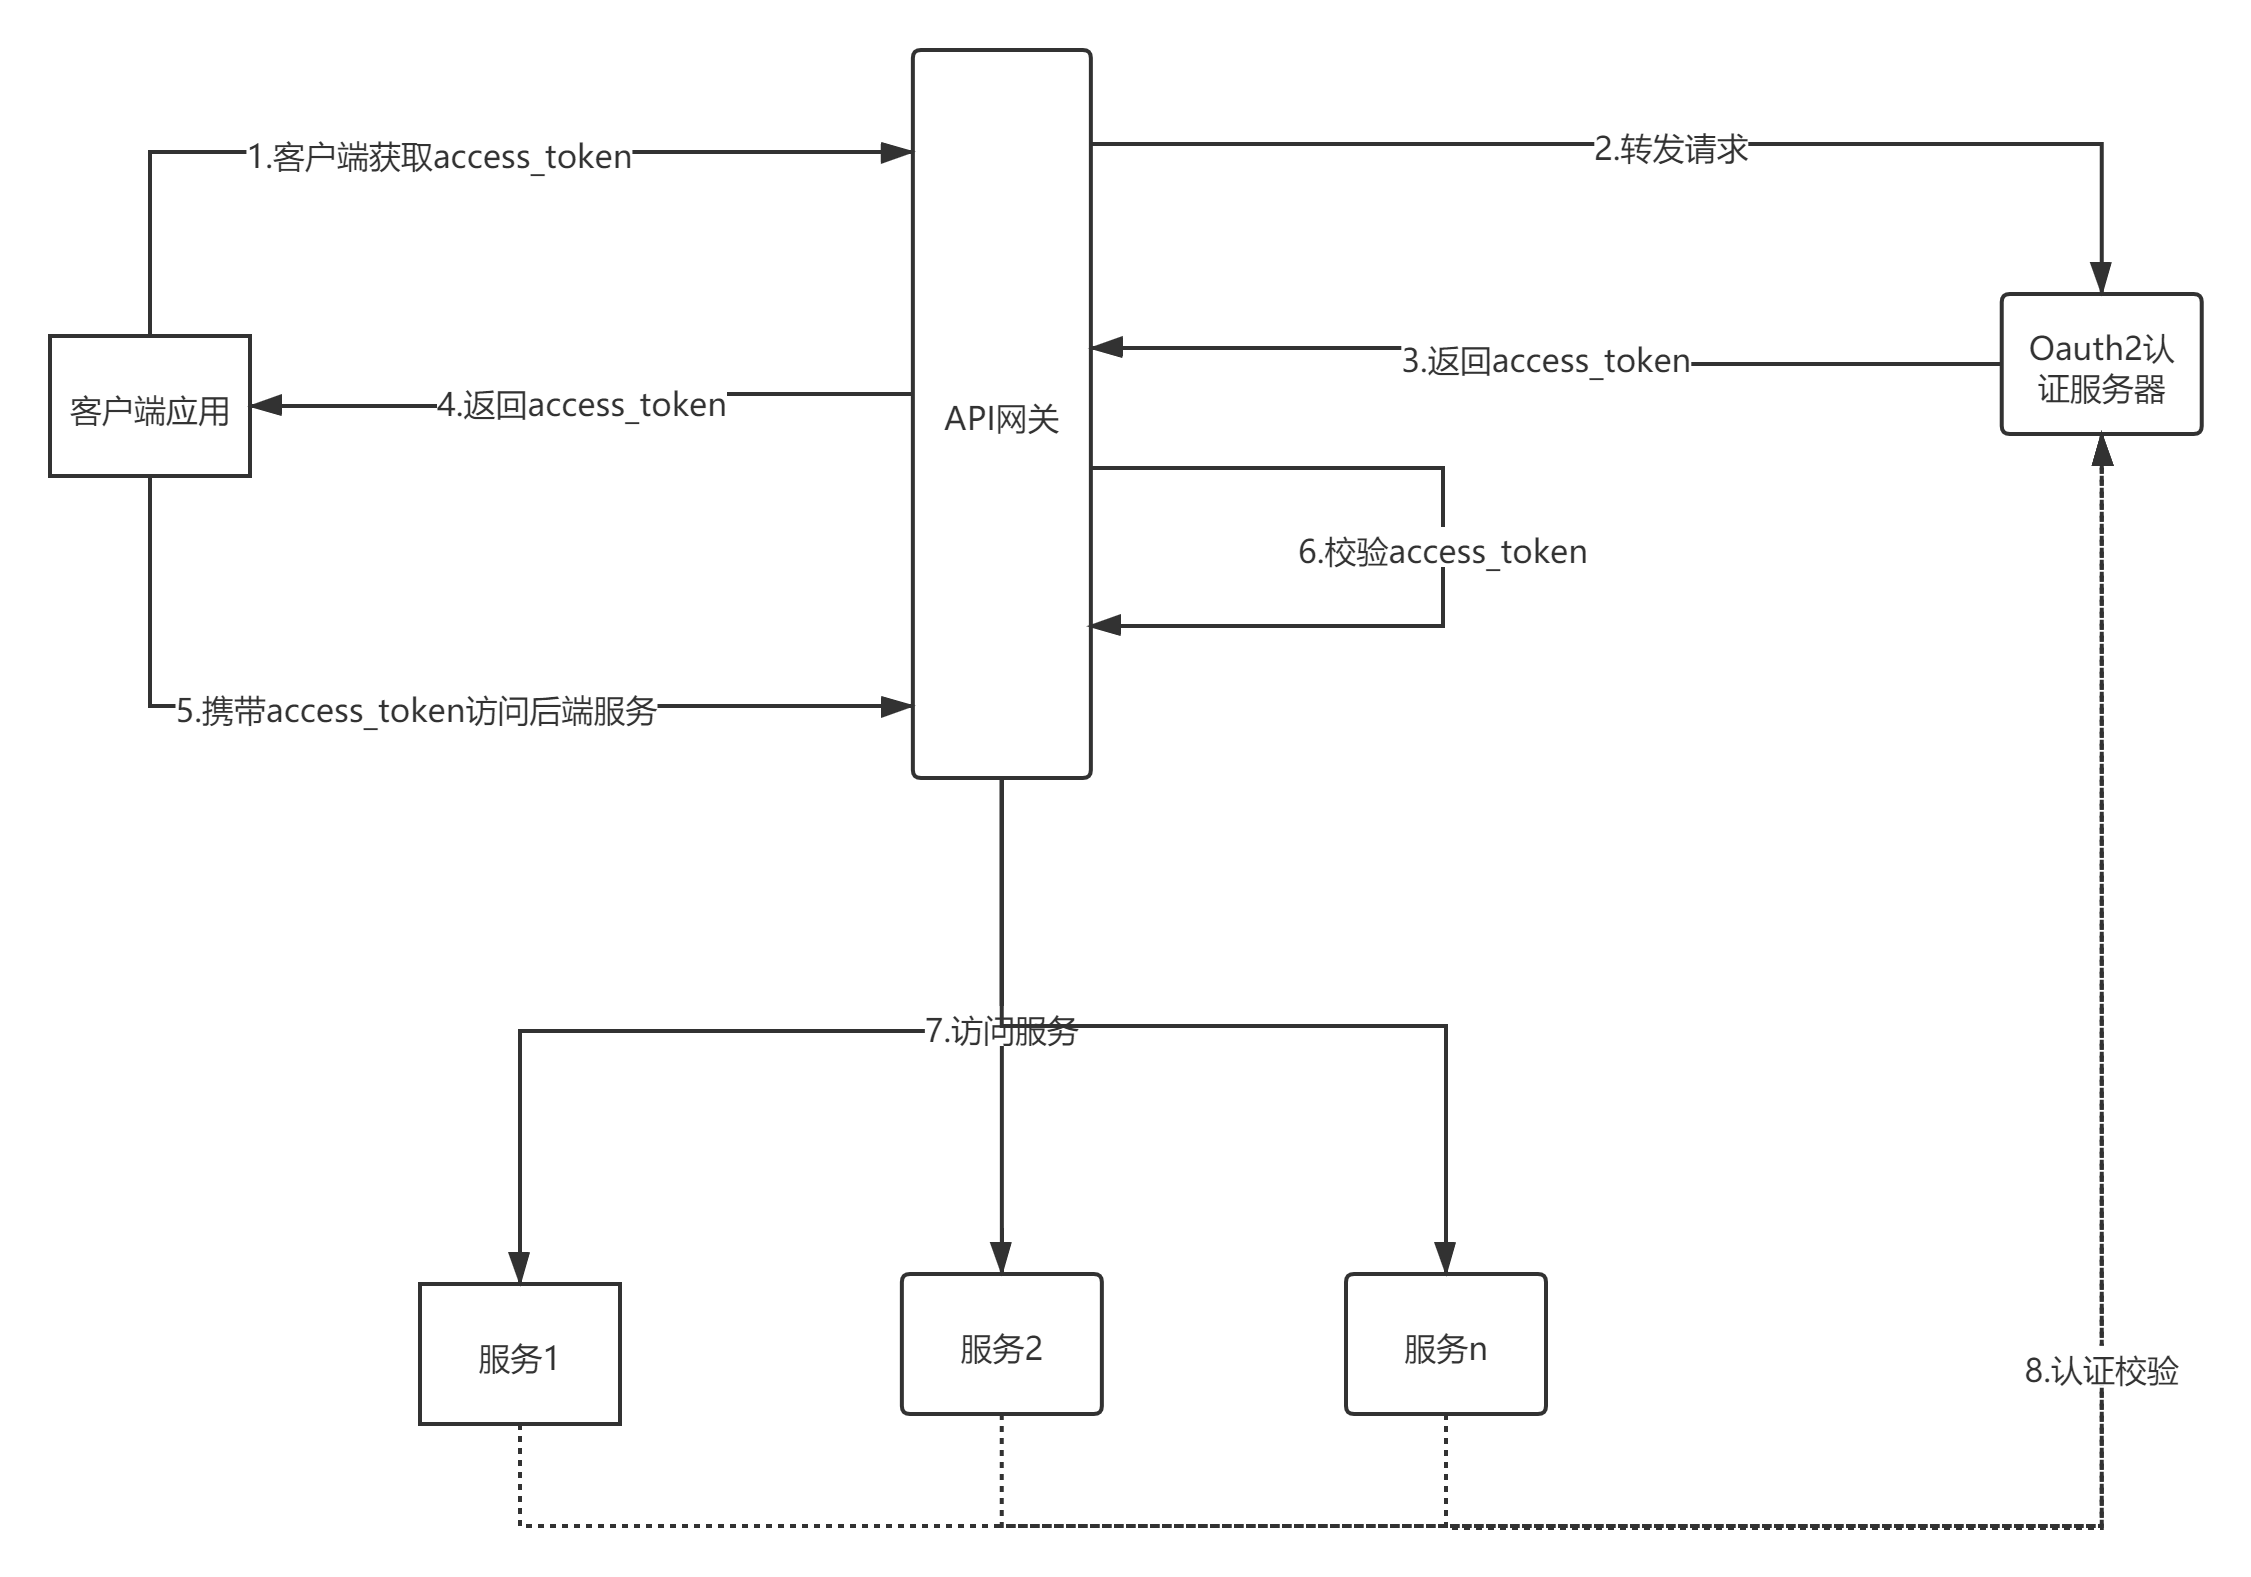 1.客户端获取access_token
2.转发请求
Oauth2认
证服务器
3.返回access_token
4.返回access_token
客户端应用
API网关
6.校验access_token
5.携带access_token访问后端服务
7.访问服务
服务1
服务2
服务n
8.认证校验